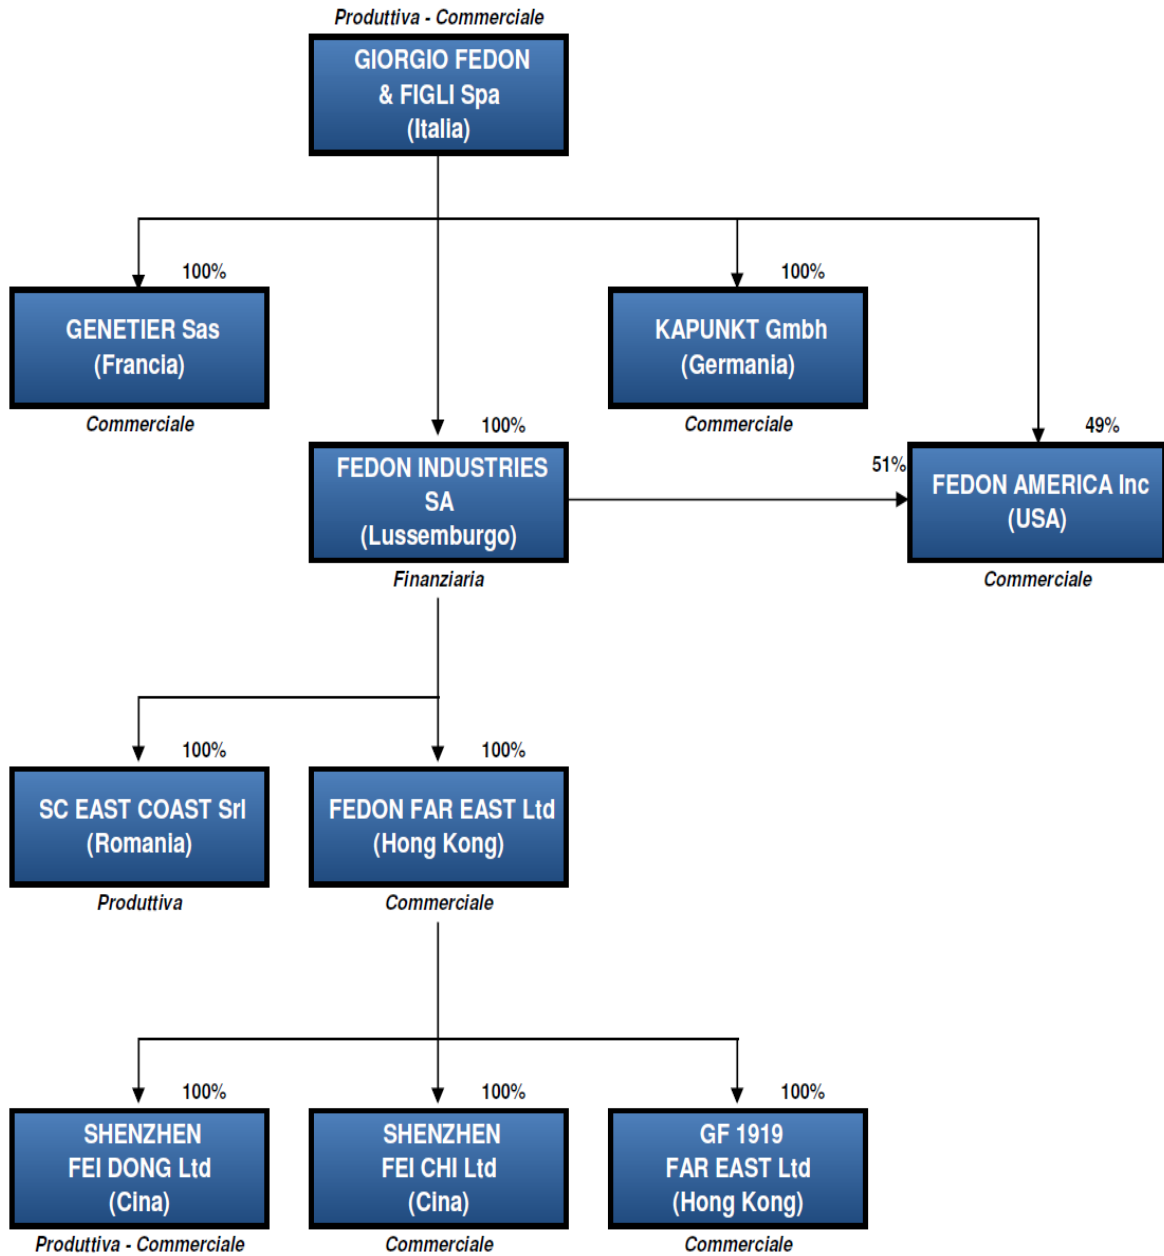 Produttiva - Commerciale
GIORGIO FEDON
& FIGLI Spa
(Italia)
100%
100%
GENETIER Sas
(Francia)
KAPUNKT Gmbh
(Germania)
Commerciale
Commerciale
100%
49%
FEDON INDUSTRIES
SA
(Lussemburgo)
51%
FEDON AMERICA Inc
(USA)
Finanziaria
Commerciale
100%
100%
SC EAST COAST Srl
(Romania)
FEDON FAR EAST Ltd
(Hong Kong)
Produttiva
Commerciale
100%
100%
100%
SHENZHEN
FEI DONG Ltd
(Cina)
SHENZHEN
FEI CHI Ltd
(Cina)
GF 1919
FAR EAST Ltd
(Hong Kong)
Produttiva - Commerciale
Commerciale
Commerciale